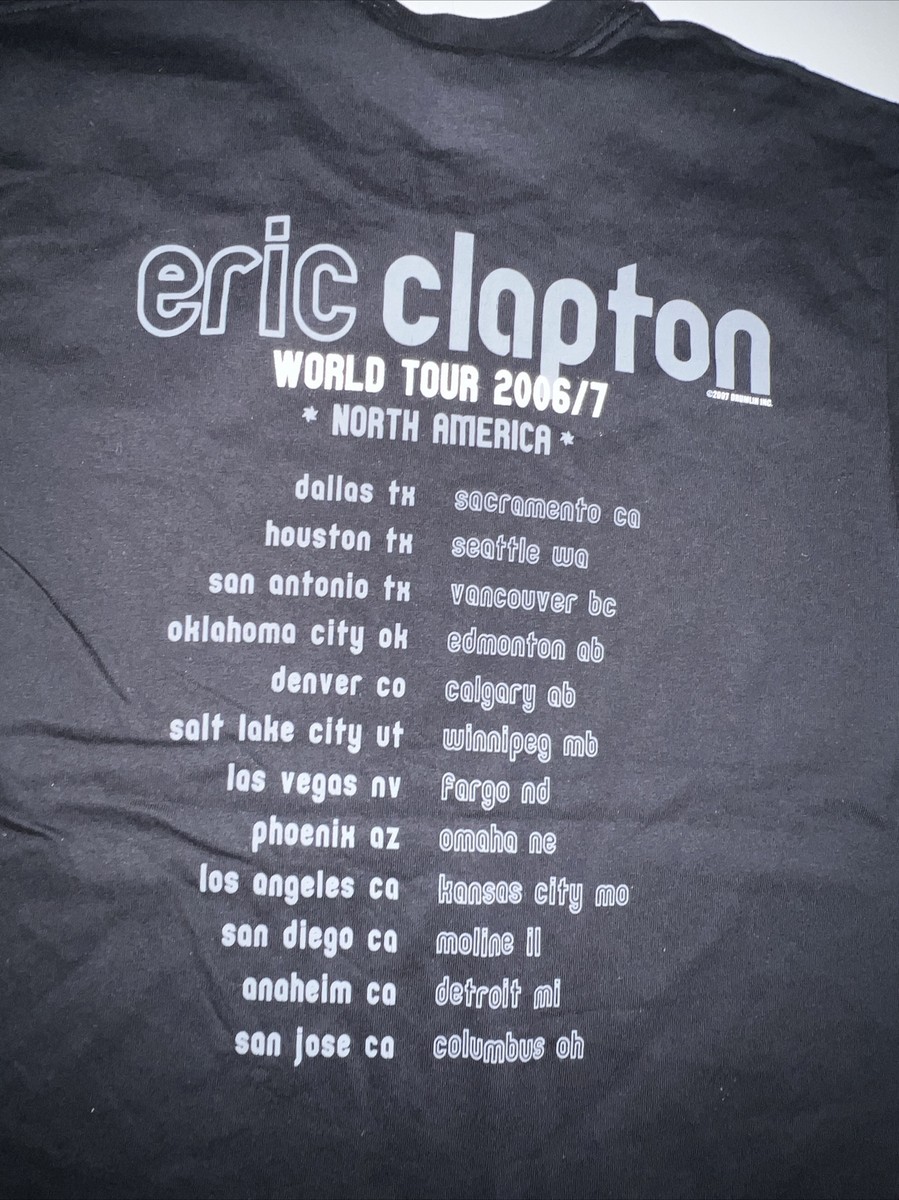 eric clapton
WORLD TOUR 2006/7
©2007 DRUMLIN INC.
* NORTH AMERICA *
dallas tx
houston tx
san antonio tx
oklahoma city ok
denver co
salt lake city ut
las vegas nv
phoenix az
los angeles ca
san diego ca
anaheim ca
san jose ca
sacramento ca
seattle wa
vancouver bc
edmonton ab
calgary ab
winnipeg mb
fargo nd
omaha ne
kansas city mo
moline il
detroit mi
columbus oh